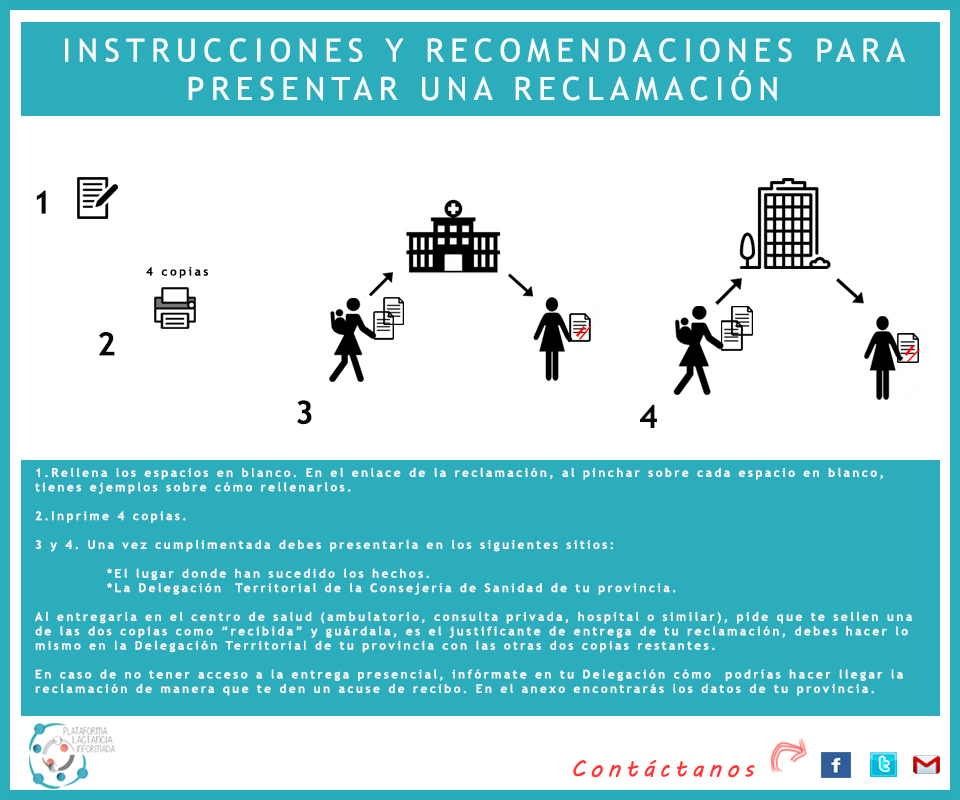 INSTRUCCIONES Y RECOMENDACIONES PARA
PRESENTAR UNA RECLAMACIÓN
1
4 copias
2
3
4
1.Rellena los espacios en blanco. En el enlace de la reclamación, al pinchar sobre cada espacio en blanco,
tienes ejemplos sobre cómo rellenarlos.
2.Inprime 4 copias.
3 y 4. Una vez cumplimentada debes presentarla en los siguientes sitios:
*El lugar donde han sucedido los hechos.
*La Delegación Territorial de la Consejería de Sanidad de tu provincia.
Al entregarla en el centro de salud (ambulatorio, consulta privada, hospital o similar), pide que te sellen una
de las dos copias como “recibida” y guárdala, es el justificante de entrega de tu reclamación, debes hacer lo
mismo en la Delegación Territorial de tu provincia con las otras dos copias restantes.
En caso de no tener acceso a la entrega presencial, infórmate en tu Delegación cómo podrías hacer llegar la
reclamación de manera que te den un acuse de recibo. En el anexo encontrarás los datos de tu provincia.
PLATAFORMA
LACTANCIA
INFORMADA
Contáctanos
f
t
M